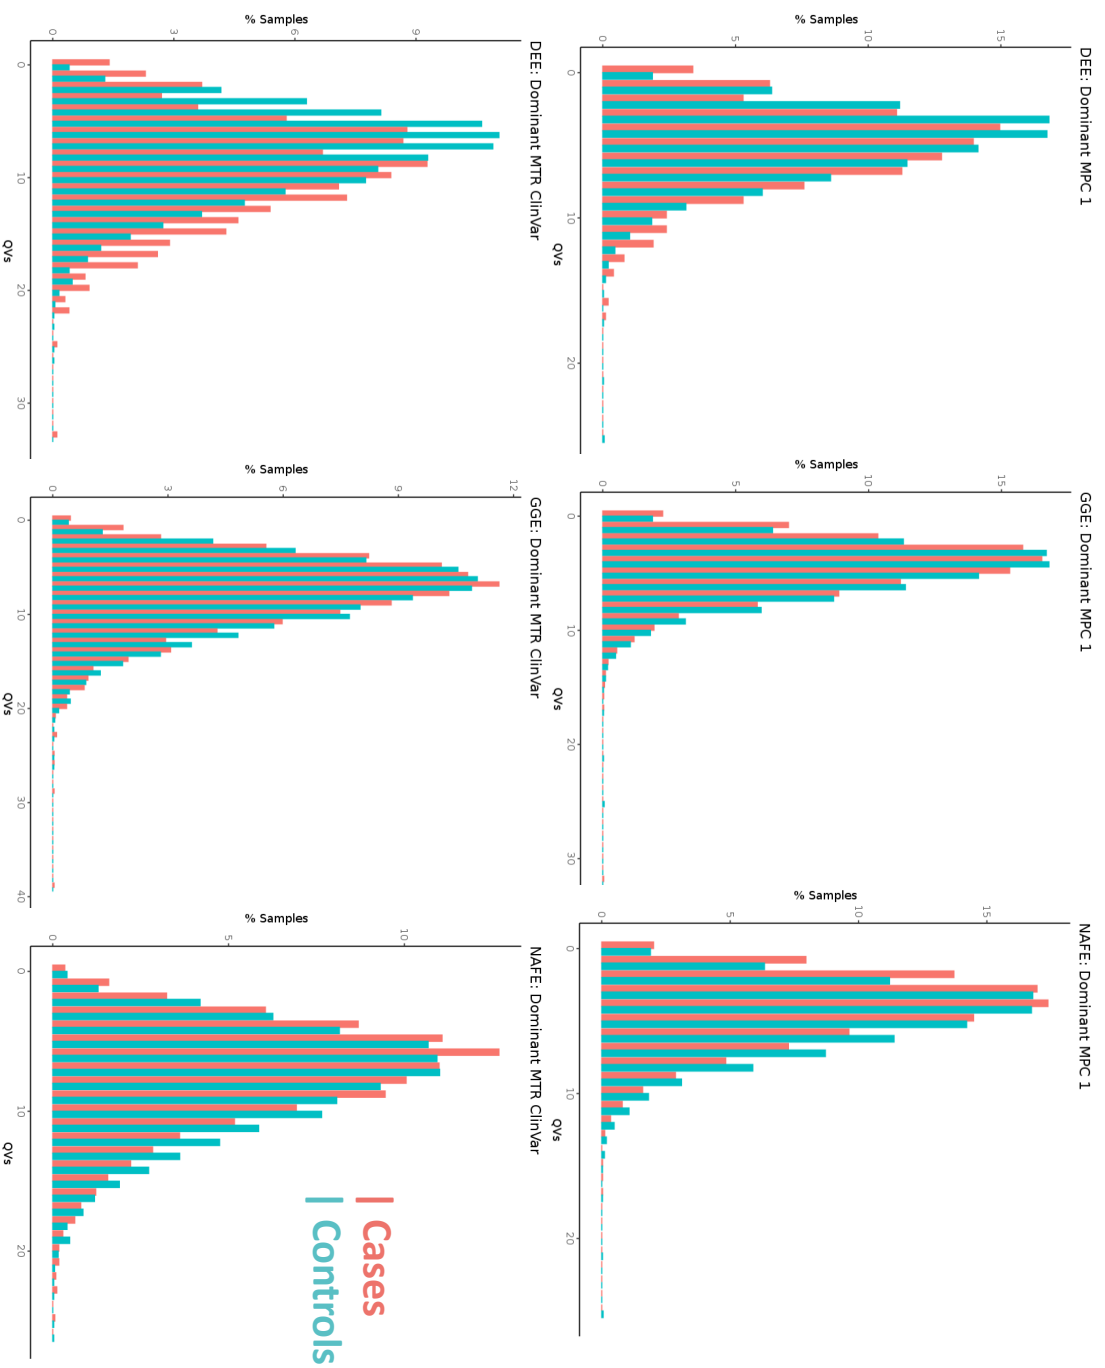 DEE: Dominant MPC 1
% Samples
15
10
5
0
0 10 20
QVs
GGE: Dominant MPC 1
% Samples
15
10
5
0
0 10 20 30
QVs
NAFE: Dominant MPC 1
% Samples
15
10
5
0
0 10 20
QVs
DEE: Dominant MTR ClinVar
% Samples
9
6
3
0
0 10 20 30
QVs
GGE: Dominant MTR ClinVar
% Samples
12
9
6
3
0
0 10 20 30 40
QVs
NAFE: Dominant MTR ClinVar
% Samples
10
5
0
0 10 20
QVs
Cases
Controls